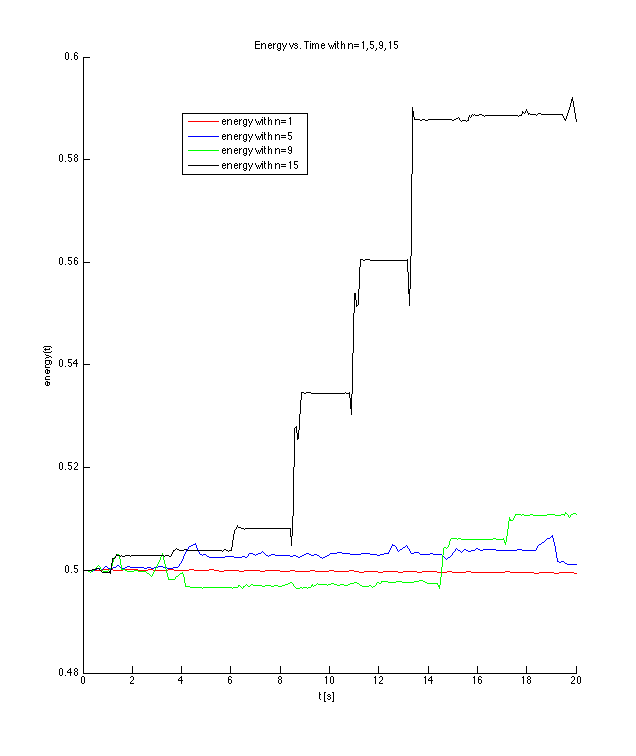 Energy vs. Time with n=1,5,9,15
0.6
energy with n=1
energy with n=5
energy with n=9
energy with n=15
0.58
0.56
0.54
energy(t)
0.52
0.5
0.48
0 2 4 6 8 10 12 14 16 18 20
t [s]